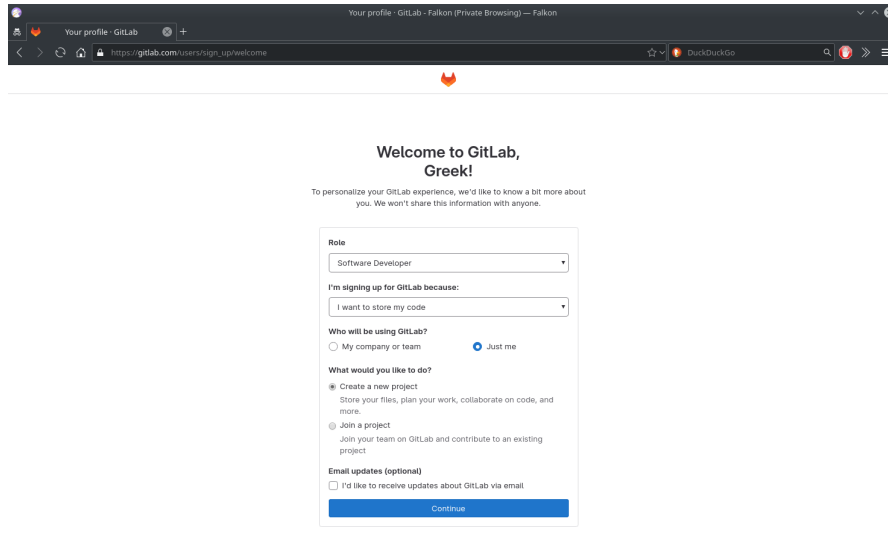 Your profile · GitLab - Falkon (Private Browsing) — Falkon
Your profile · GitLab
https://gitlab.com/users/sign_up/welcome
DuckDuckGo
Welcome to GitLab,
Greek!
To personalize your GitLab experience, we'd like to know a bit more about
you. We won't share this information with anyone.
Role
Software Developer
I'm signing up for GitLab because:
I want to store my code
Who will be using GitLab?
My company or team
Just me
What would you like to do?
Create a new project
Store your files, plan your work, collaborate on code, and
more.
Join a project
Join your team on GitLab and contribute to an existing
project
Email updates (optional)
I'd like to receive updates about GitLab via email
Continue